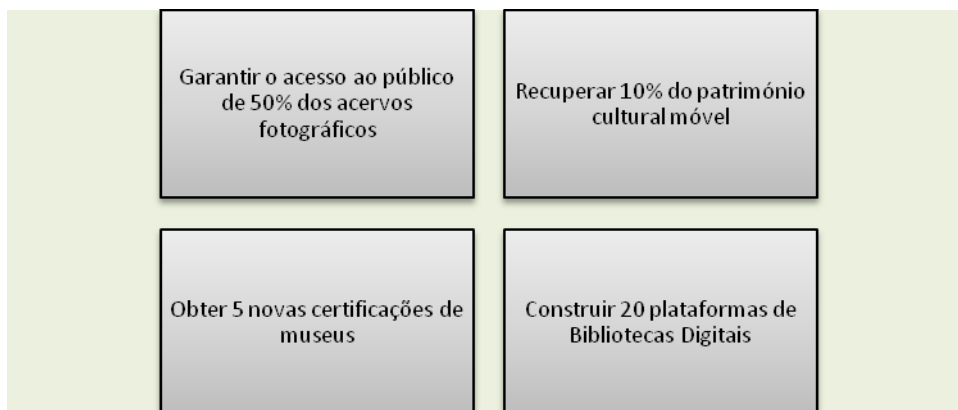 Garantir o acesso ao público
de 50% dos acervos
fotográficos
Recuperar 10% do património
cultural móvel
Obter 5 novas certificações de
museus
Construir 20 plataformas de
Bibliotecas Digitais